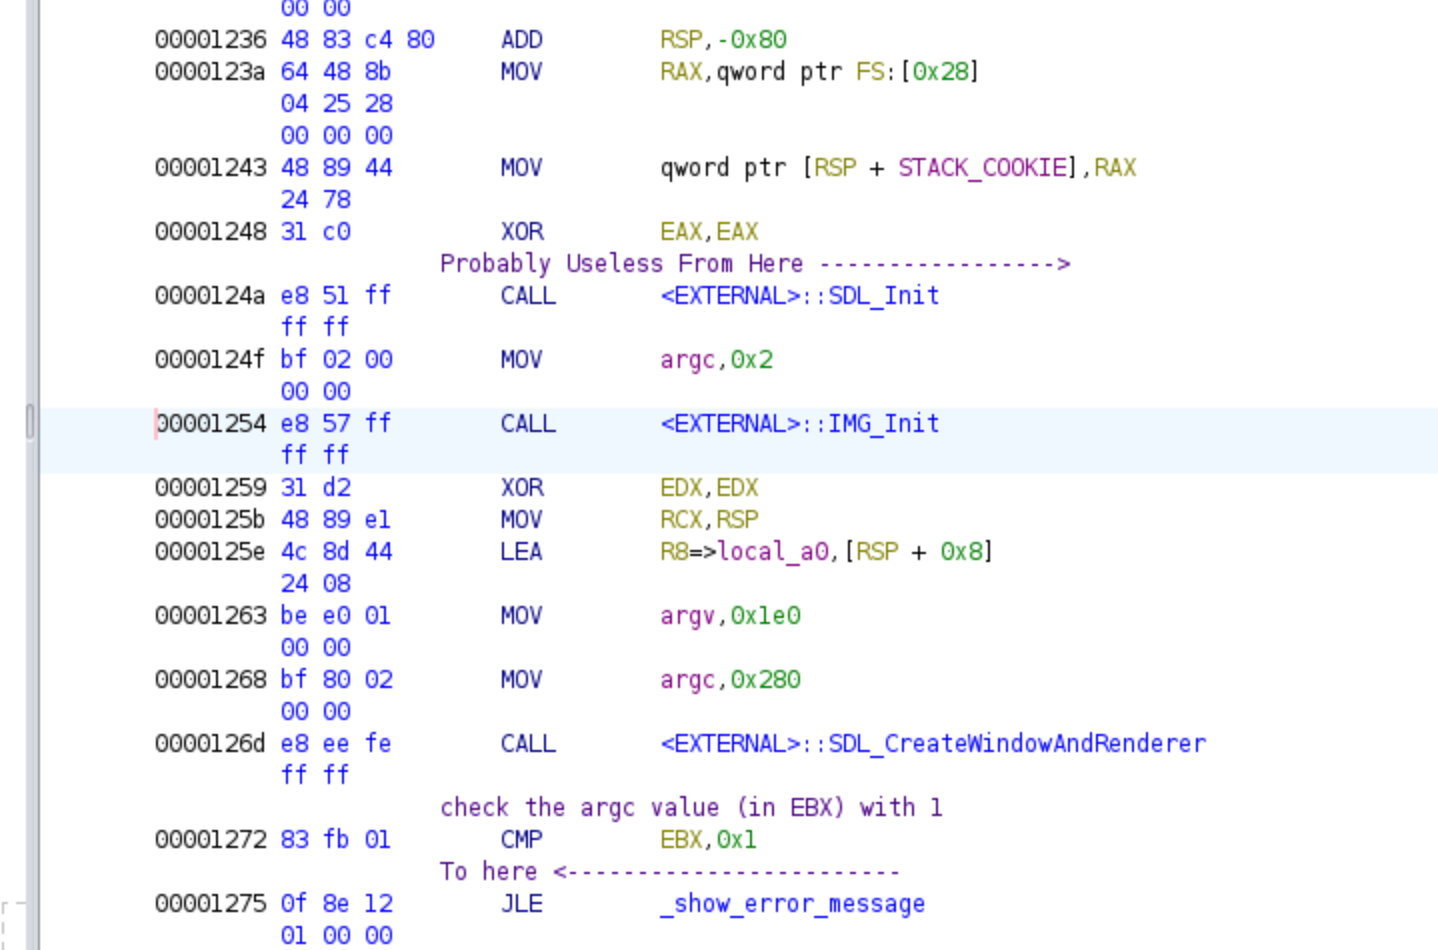 00 00
00001236 48 83 c4 80 ADD RSP,-0x80
0000123a 64 48 8b MOV RAX,qword ptr FS:[0x28]
04 25 28
00 00 00
00001243 48 89 44 MOV qword ptr [RSP + STACK_COOKIE],RAX
24 78
00001248 31 c0 XOR EAX,EAX
Probably Useless From Here ----------------->
0000124a e8 51 ff CALL <EXTERNAL>::SDL_Init
ff ff
0000124f bf 02 00 MOV argc,0x2
00 00
00001254 e8 57 ff CALL <EXTERNAL>::IMG_Init
ff ff
00001259 31 d2 XOR EDX,EDX
0000125b 48 89 e1 MOV RCX,RSP
0000125e 4c 8d 44 LEA R8=>local_a0,[RSP + 0x8]
24 08
00001263 be e0 01 MOV argv,0x1e0
00 00
00001268 bf 80 02 MOV argc,0x280
00 00
0000126d e8 ee fe CALL <EXTERNAL>::SDL_CreateWindowAndRenderer
ff ff
check the argc value (in EBX) with 1
00001272 83 fb 01 CMP EBX,0x1
To here <------------------------
00001275 0f 8e 12 JLE _show_error_message
01 00 00